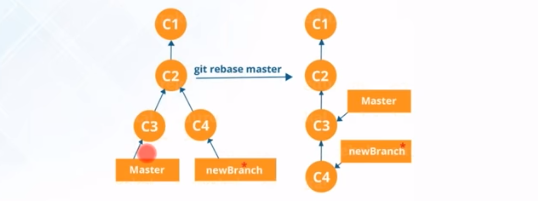 C1
C2
git rebase master
C3
C4
Master
newBranch
C1
C2
Master
C3
newBranch
C4